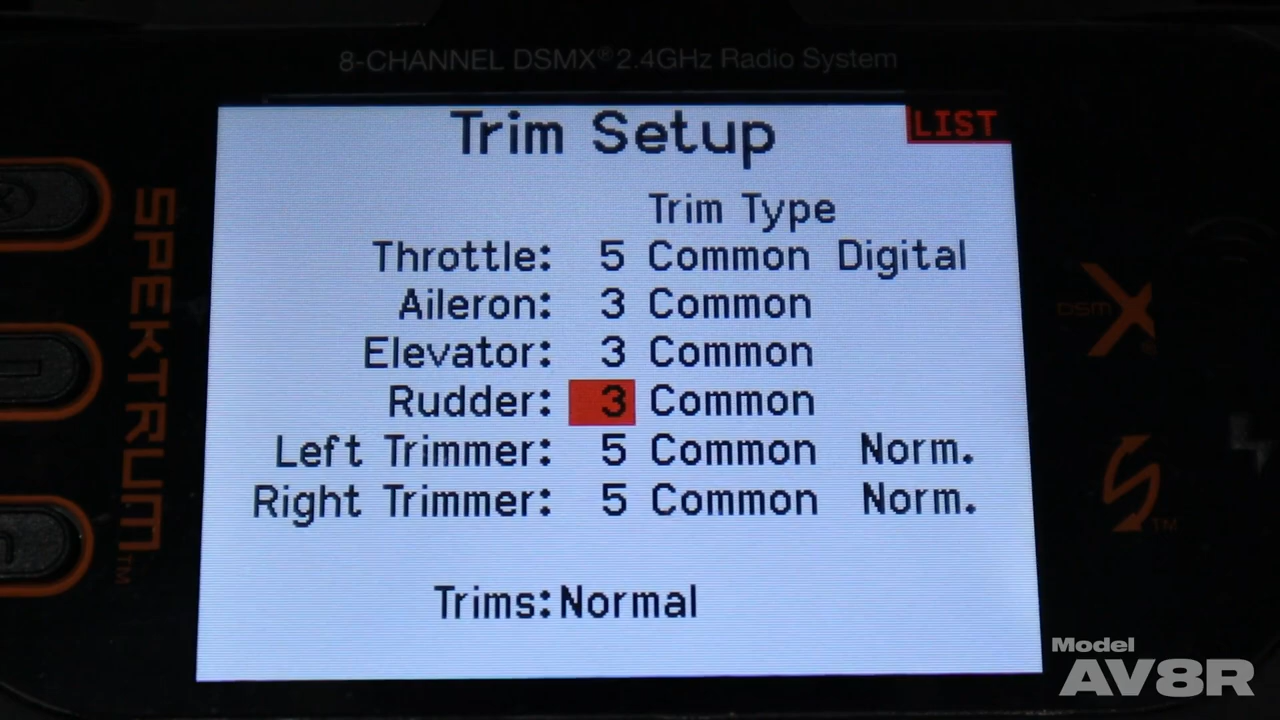 8-CHANNEL DSMX® 2.4GHz Radio System
LIST
Trim Setup
Trim Type
Throttle: 5 Common Digital
Aileron: 3 Common
Elevator: 3 Common
Rudder: 3 Common
Left Trimmer: 5 Common Norm.
Right Trimmer: 5 Common Norm.
Trims: Normal
SPEKTRUM™
DSMX®
TM
Model
AV8R